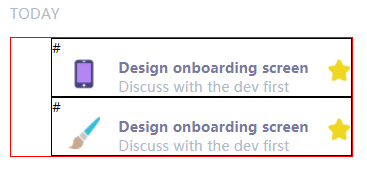 TODAY
#
Design onboarding screen
Discuss with the dev first
#
Design onboarding screen
Discuss with the dev first